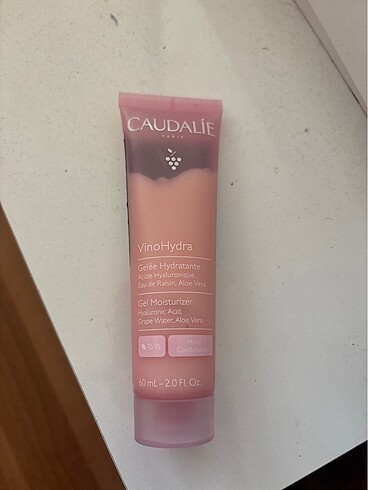 CAUDALÍE
PARIS
VinoHydra
Gelée Hydratante
Acide Hyaluronique,
Eau de Raisin, Aloe Vera.
Gel Moisturizer
Hyaluronic Acid,
Grape Water, Aloe Vera.
60 mL - 2.0 Fl. Oz.